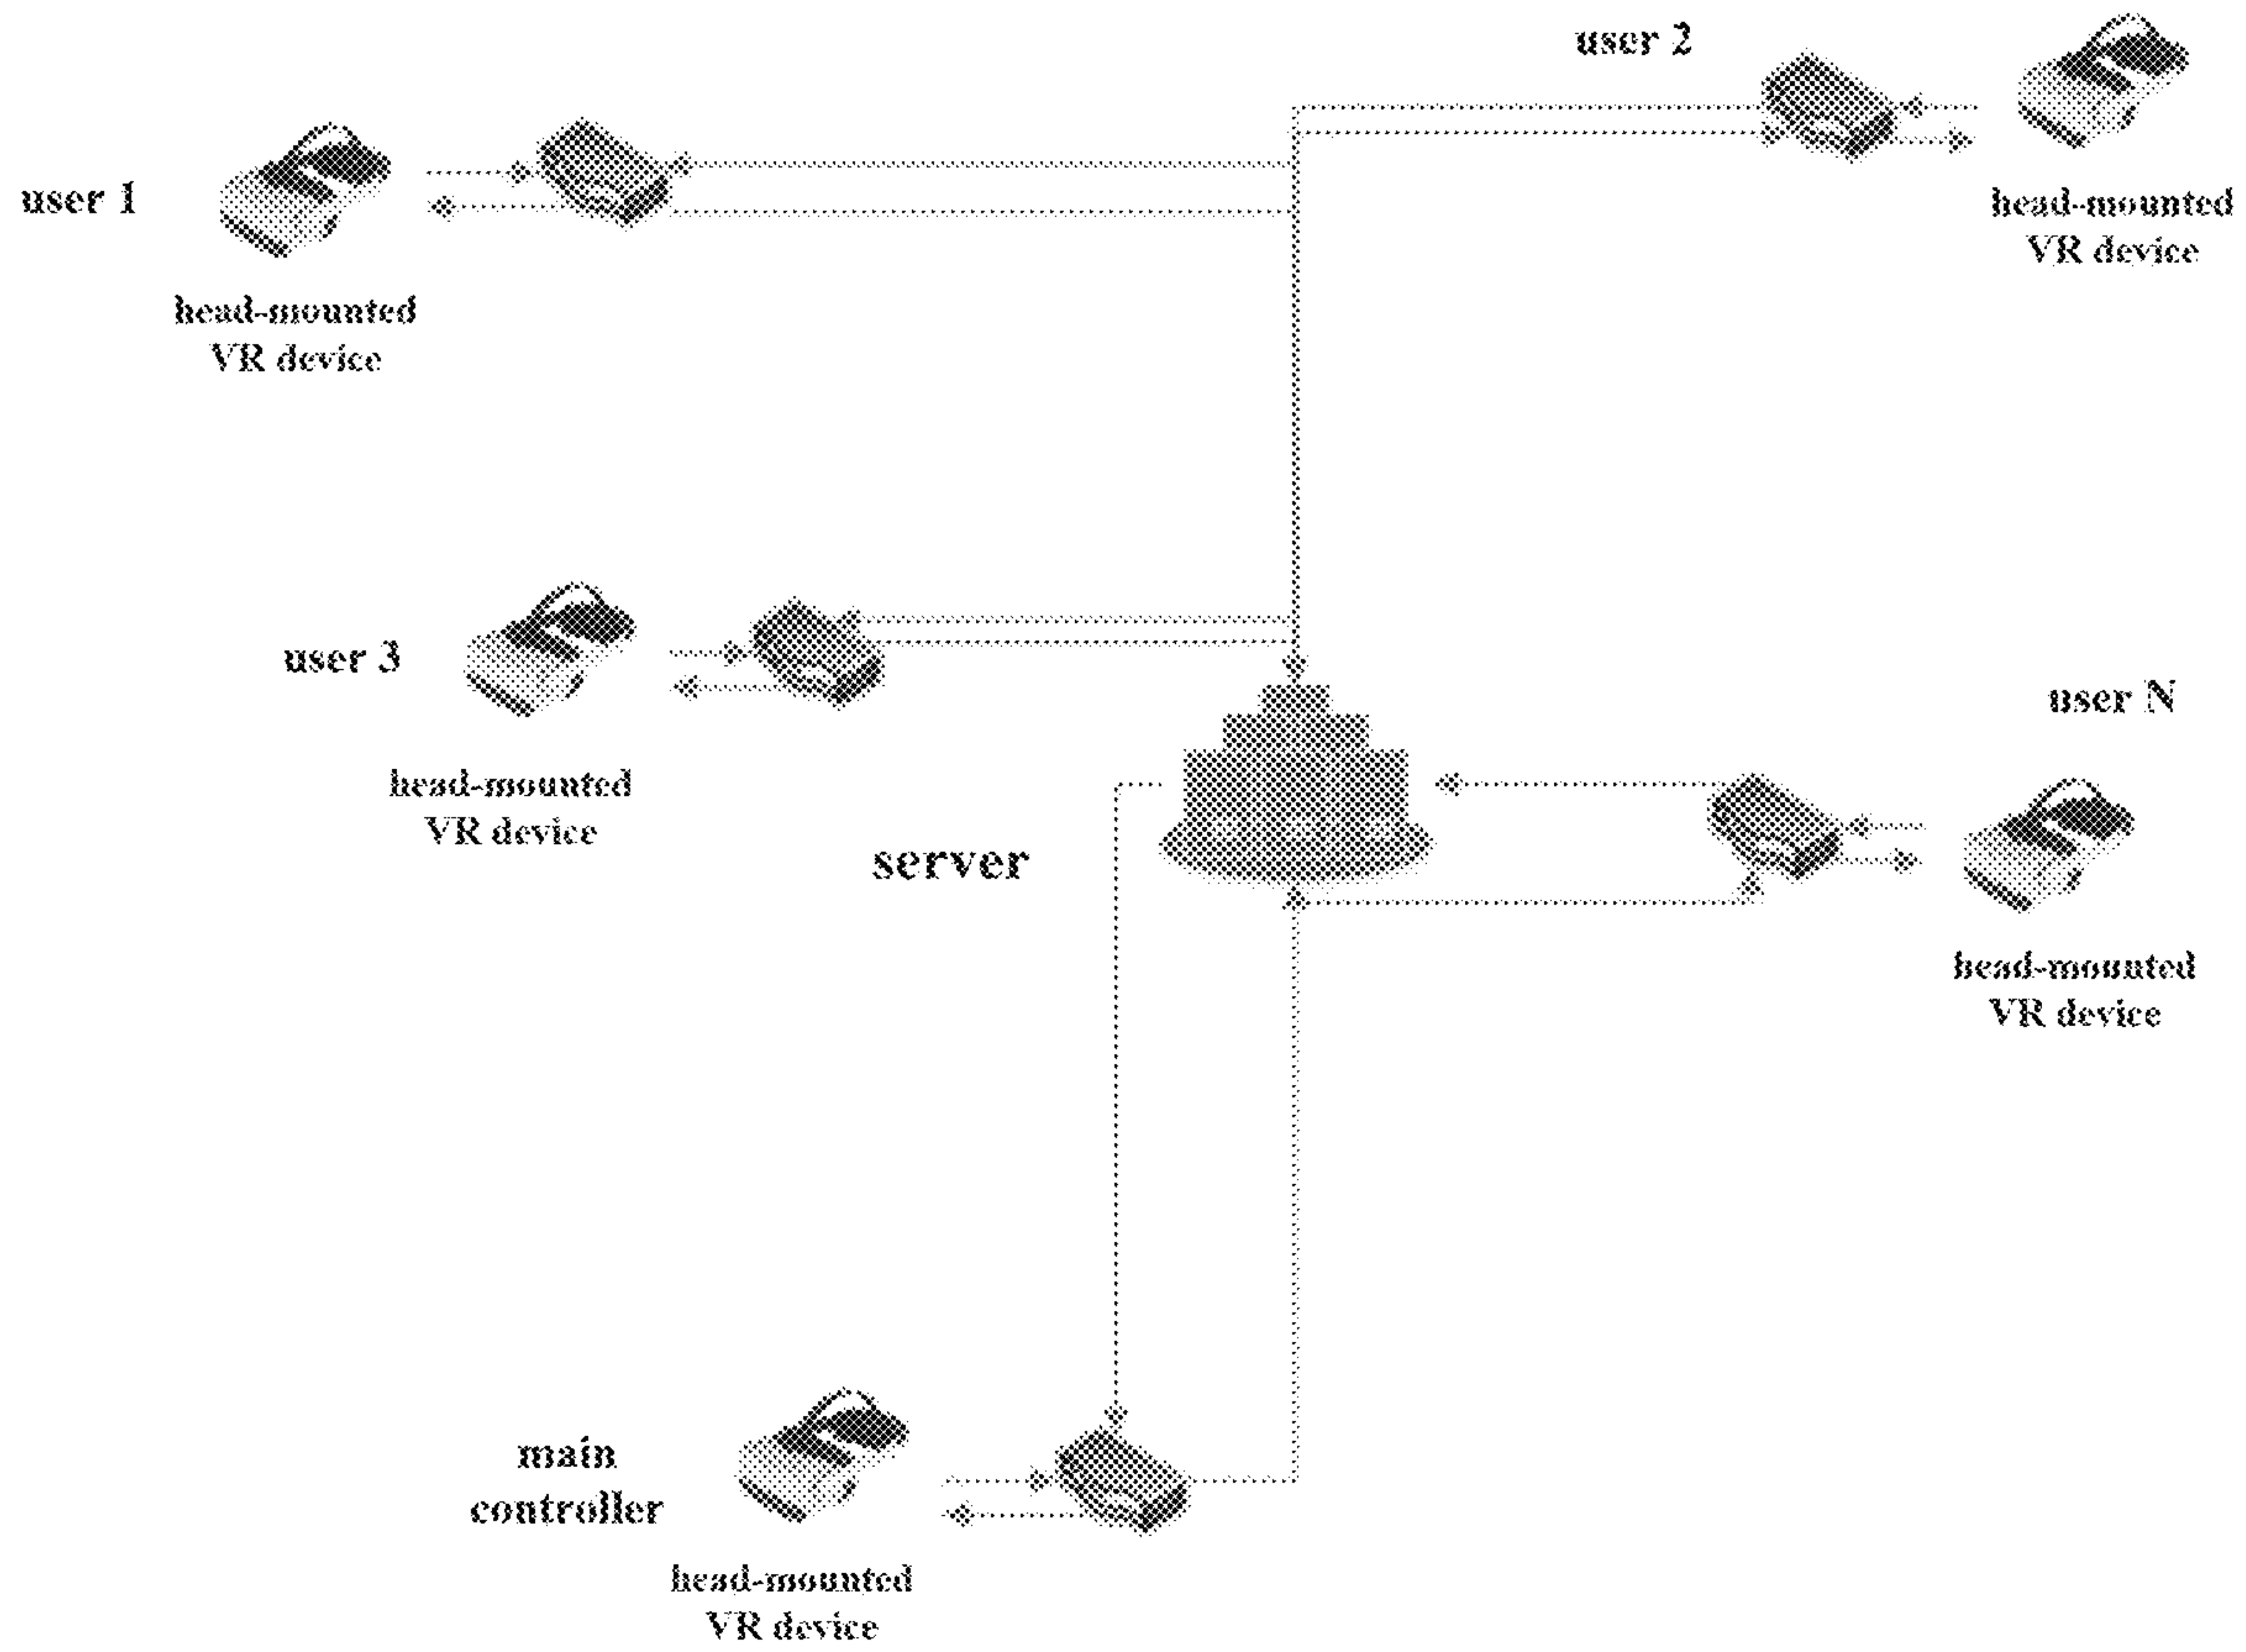 user 2
user 1
head-mounted
VR device
head-mounted
VR device
user 3
user N
head-mounted
VR device
server
head-mounted
VR device
main
controller
head-mounted
VR device